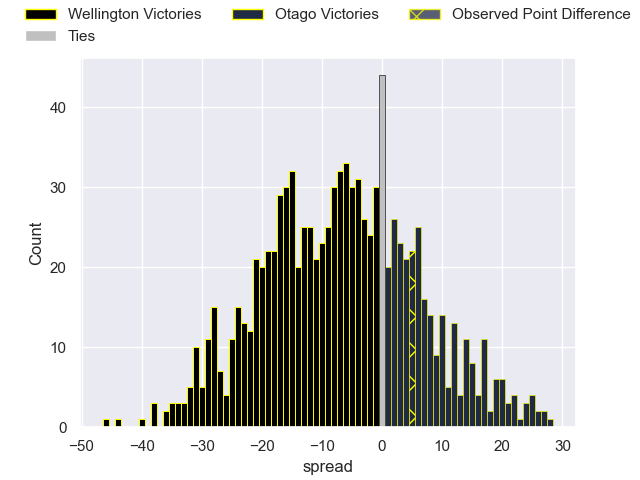 Wellington Victories
Otago Victories
Observed Point Difference
Ties
40
30
20
10
0
Count
−50
−40
−30
−20
−10
0
10
20
30
spread